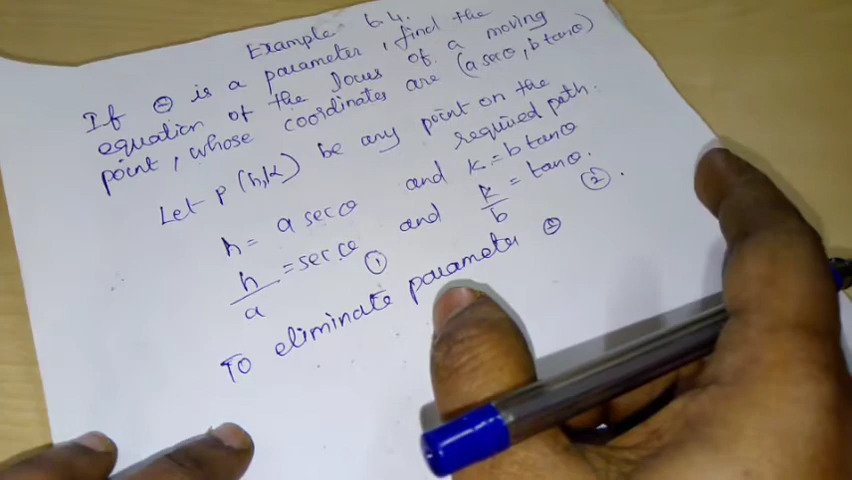 Example 6.4.
If θ is a parameter, find the
equation of the locus of a moving
point, whose coordinates are (a secθ, b tanθ)
Let P (h,k) be any point on the
required path.
h = a secθ and k = b tanθ
h/a = secθ ① and k/b = tanθ. ②.
To eliminate parameter θ